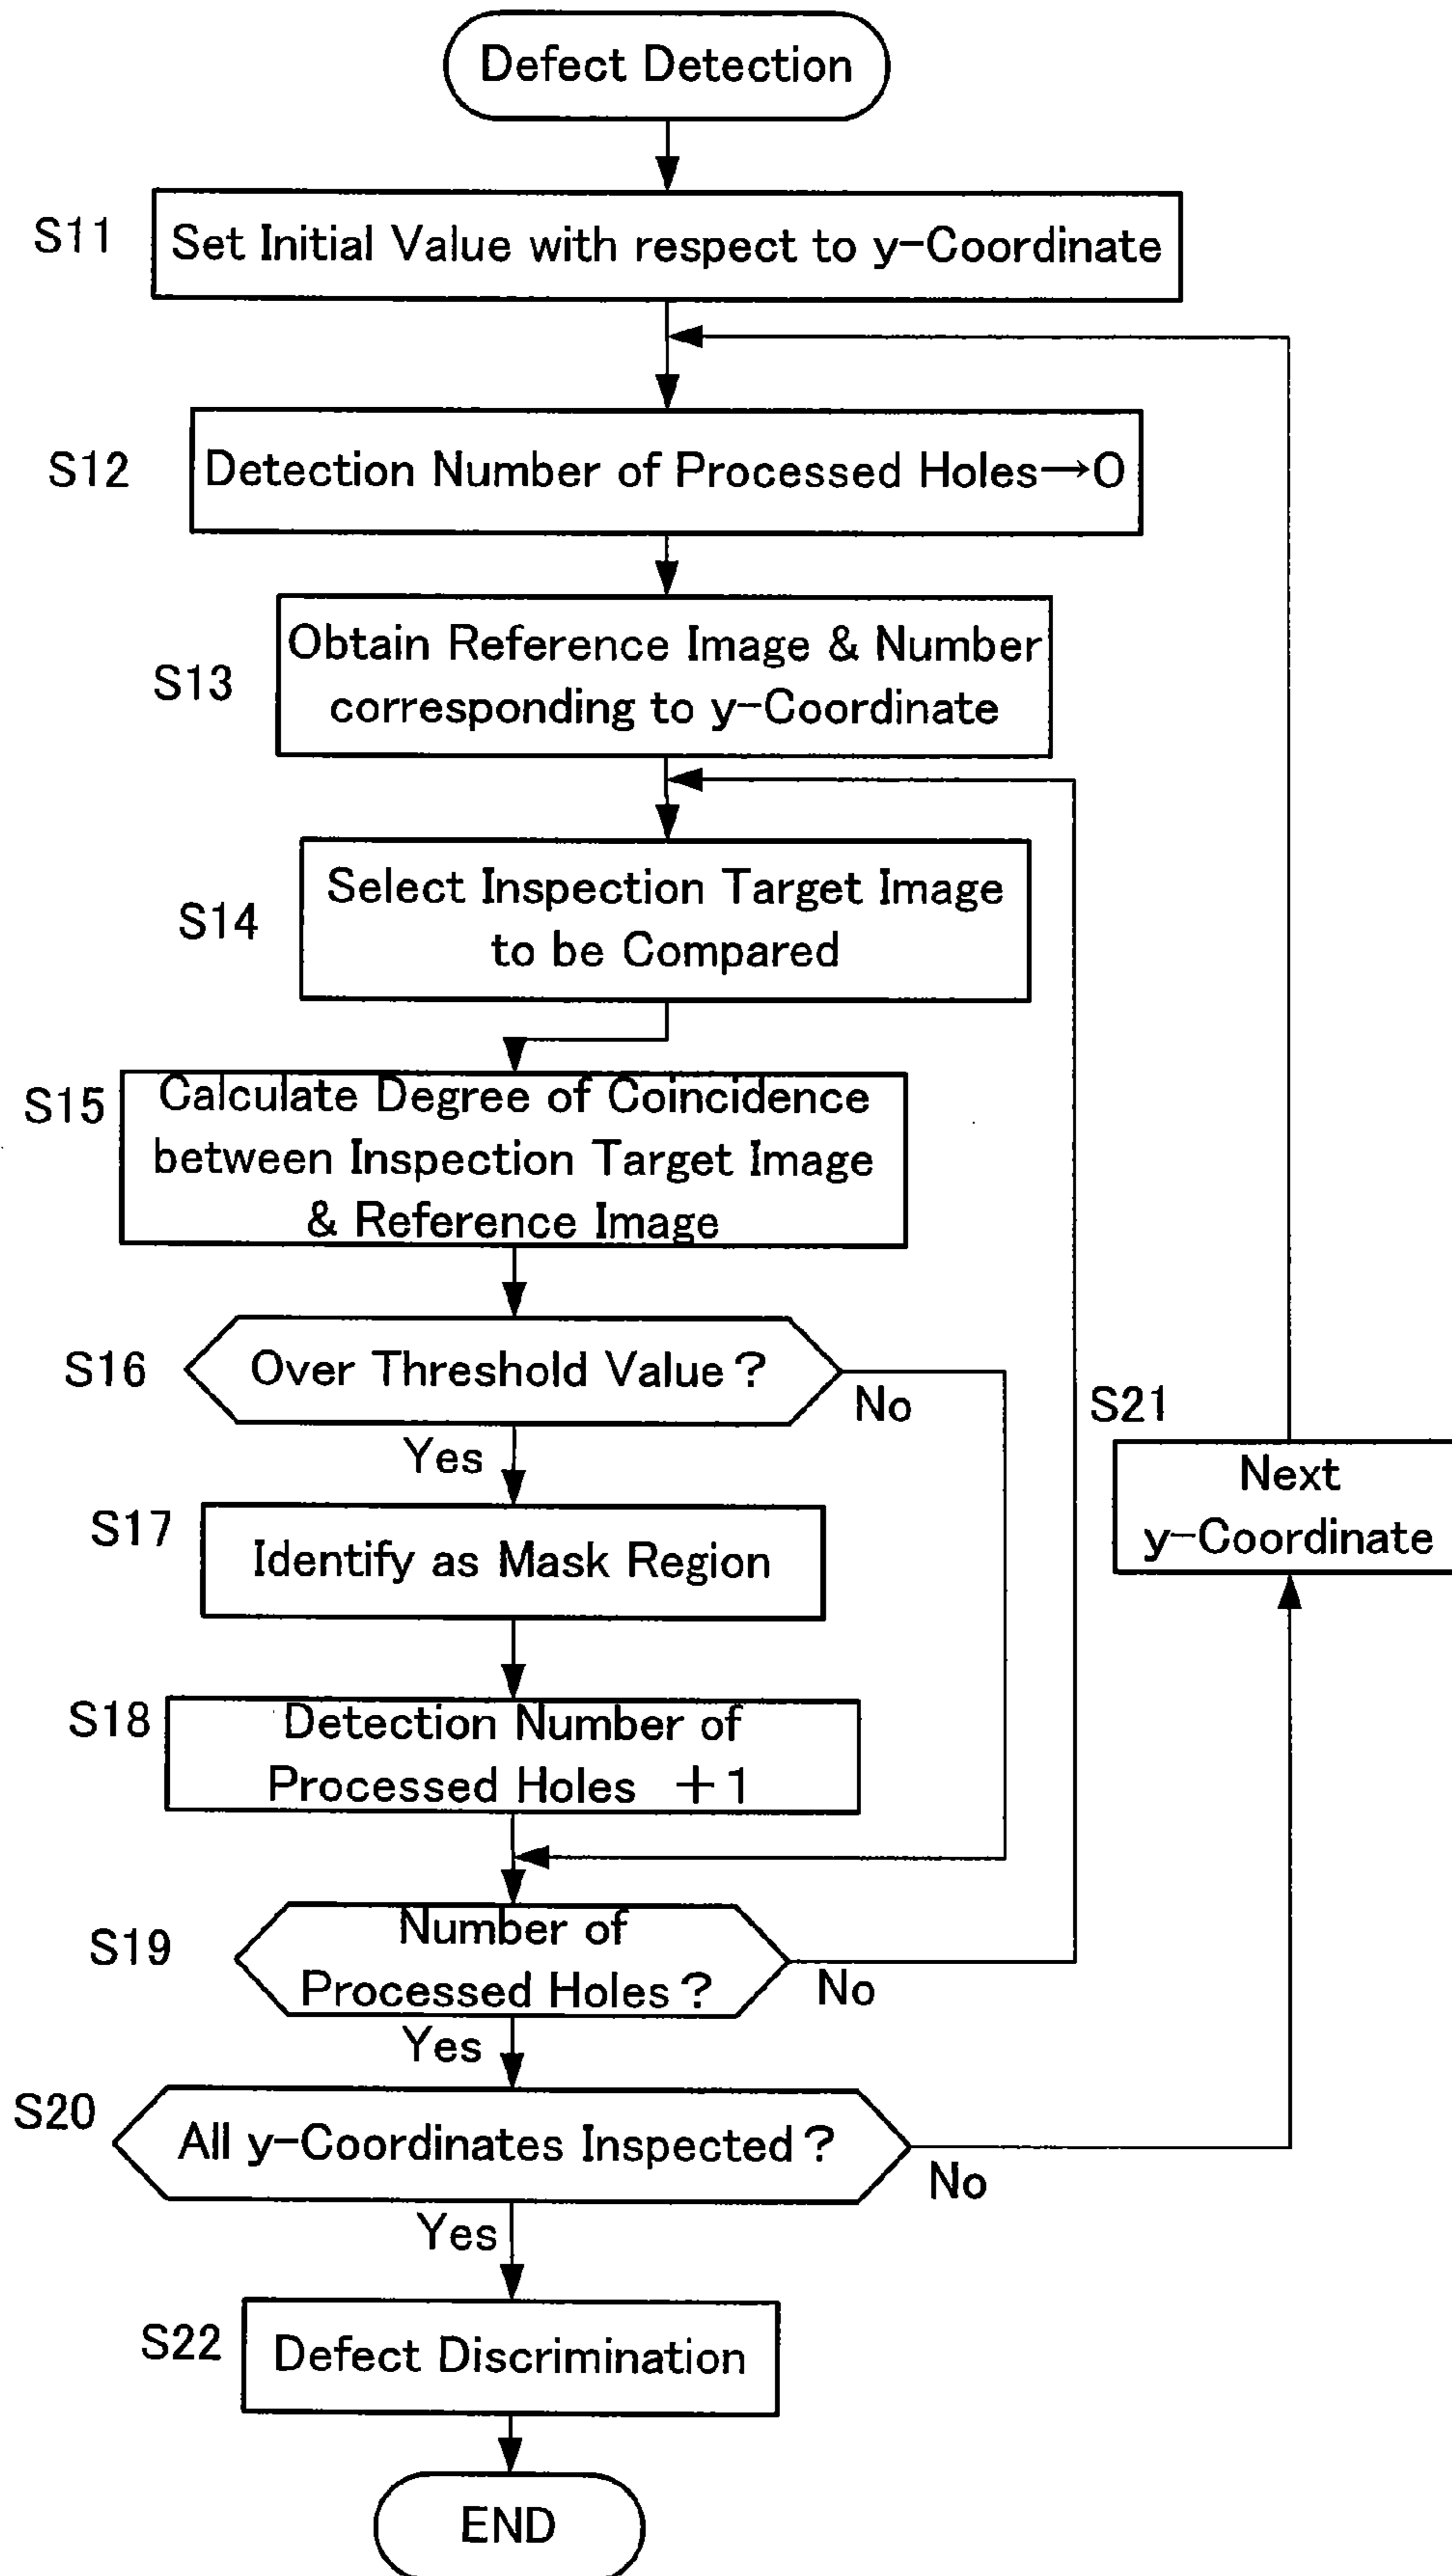 Defect Detection
S11
Set Initial Value with respect to y-Coordinate
S12
Detection Number of Processed Holes→0
S13
Obtain Reference Image & Number
corresponding to y-Coordinate
S14
Select Inspection Target Image
to be Compared
S15
Calculate Degree of Coincidence
between Inspection Target Image
& Reference Image
S16
Over Threshold Value?
No
Yes
S17
Identify as Mask Region
S18
Detection Number of
Processed Holes +1
S19
Number of
Processed Holes?
No
Yes
S20
All y-Coordinates Inspected?
No
Yes
S21
Next
y-Coordinate
S22
Defect Discrimination
END